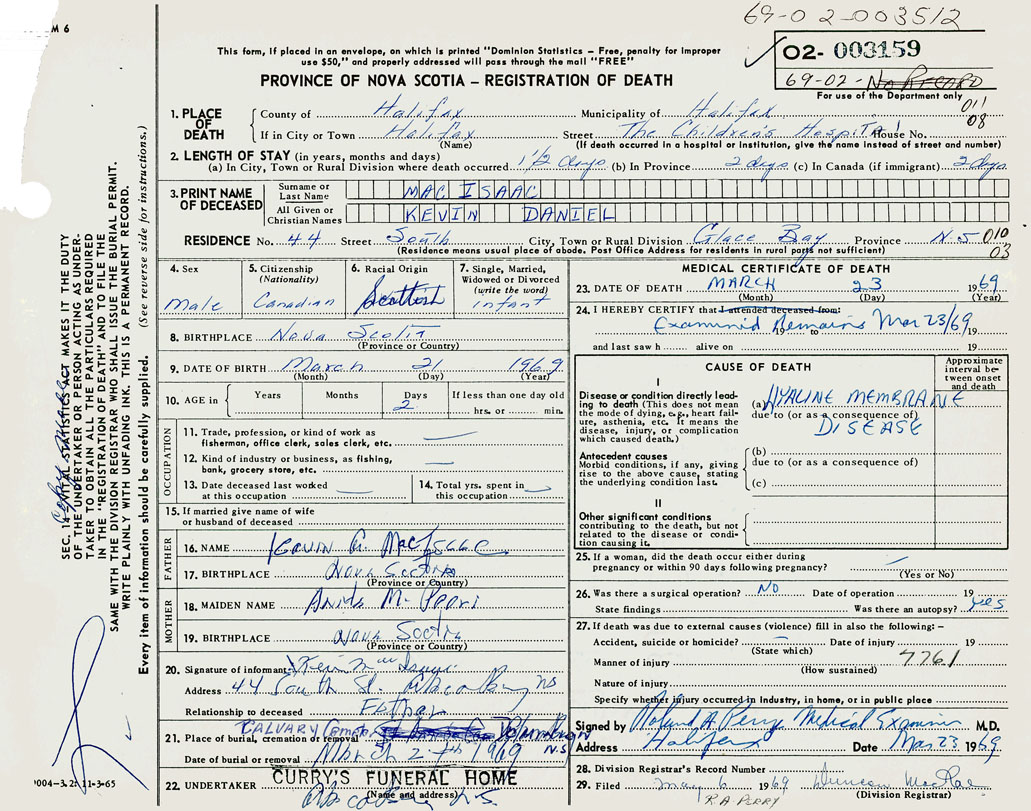 69-02-003512
M 6
02- 003159
69-02- No Record
For use of the Department only
011
08
This form, if placed in an envelope, on which is printed "Dominion Statistics – Free, penalty for improper
use $50," and properly addressed will pass through the mail "FREE"
PROVINCE OF NOVA SCOTIA – REGISTRATION OF DEATH
1. PLACE OF DEATH
County of Halifax Municipality of Halifax
If in City or Town Halifax Street The Children's Hospital House No.
(Name) (If death occurred in a hospital or Institution, give the name instead of street and number)
2. LENGTH OF STAY (in years, months and days)
(a) In City, Town or Rural Division where death occurred 1 1/2 days (b) In Province 2 days (c) In Canada (if immigrant) 2 days
3. PRINT NAME OF DECEASED
Surname or Last Name MAC ISAAC
All Given or Christian Names KEVIN DANIEL
RESIDENCE No. 44 Street South City, Town or Rural Division Glace Bay Province N S 010
03
(Residence means usual place of abode. Post Office Address for residents in rural parts not sufficient)
4. Sex
Male
5. Citizenship
(Nationality)
Canadian
6. Racial Origin
Scottish
7. Single, Married,
Widowed or Divorced
(write the word)
infant
8. BIRTHPLACE Nova Scotia
(Province or Country)
9. DATE OF BIRTH March 21 1969
(Month) (Day) (Year)
10. AGE in Years Months Days If less than one day old
2 hrs. or min.
OCCUPATION
11. Trade, profession, or kind of work as
fisherman, office clerk, sales clerk, etc.
12. Kind of industry or business, as fishing,
bank, grocery store, etc.
13. Date deceased last worked
at this occupation
14. Total yrs. spent in
this occupation
15. If married give name of wife
or husband of deceased
FATHER
16. NAME
17. BIRTHPLACE Nova Scotia
(Province or Country)
MOTHER
18. MAIDEN NAME M.
19. BIRTHPLACE Nova Scotia
(Province or Country)
20. Signature of informant
Address 44 South St. NS
Relationship to deceased Father
CALVARY
21. Place of burial, cremation or removal
N.S
Date of burial or removal March 1969
CURRY'S FUNERAL HOME
22. UNDERTAKER (Name and address)
N.S.
MEDICAL CERTIFICATE OF DEATH
23. DATE OF DEATH MARCH 23 1969
(Month) (Day) (Year)
24. I HEREBY CERTIFY that I attended deceased from:
Examined Remains Mar 23/69
19 to 19
and last saw h alive on 19
CAUSE OF DEATH
Approximate interval between onset and death
I
Disease or condition directly leading to death (This does not mean
the mode of dying, e.g., heart failure, asthenia, etc. It means the
disease, injury, or complication
which caused death.)
(a) HYALINE MEMBRANE
due to (or as a consequence of)
DISEASE
Antecedent causes
Morbid conditions, if any, giving
rise to the above cause, stating
the underlying condition last.
(b)
due to (or as a consequence of)
(c)
II
Other significant conditions
contributing to the death, but not
related to the disease or condition causing it.
25. If a woman, did the death occur either during
pregnancy or within 90 days following pregnancy?
(Yes or No)
26. Was there a surgical operation? NO Date of operation 19
State findings Was there an autopsy? yes
27. If death was due to external causes (violence) fill in also the following: –
Accident, suicide or homicide? Date of injury 19
(State which)
Manner of injury 7761
(How sustained)
Nature of injury
Specify whether injury occurred in Industry, in home, or in public place
Signed by Roland A. Perry Medical Examiner M.D.
Address Halifax Date Mar 23 1969
28. Division Registrar's Record Number
29. Filed May 6 1969 Duncan MacRae
(Division Registrar)
R A PERRY
SEC. 14 VITAL STATISTICS ACT MAKES IT THE DUTY
OF THE UNDERTAKER OR PERSON ACTING AS UNDER-
TAKER TO OBTAIN ALL THE PARTICULARS REQUIRED
IN THE "REGISTRATION OF DEATH" AND TO FILE THE
SAME WITH THE DIVISION REGISTRAR WHO SHALL ISSUE THE BURIAL PERMIT.
WRITE PLAINLY WITH UNFADING INK. THIS IS A PERMANENT RECORD.
Every item of information should be carefully supplied. (See reverse side for instructions.)